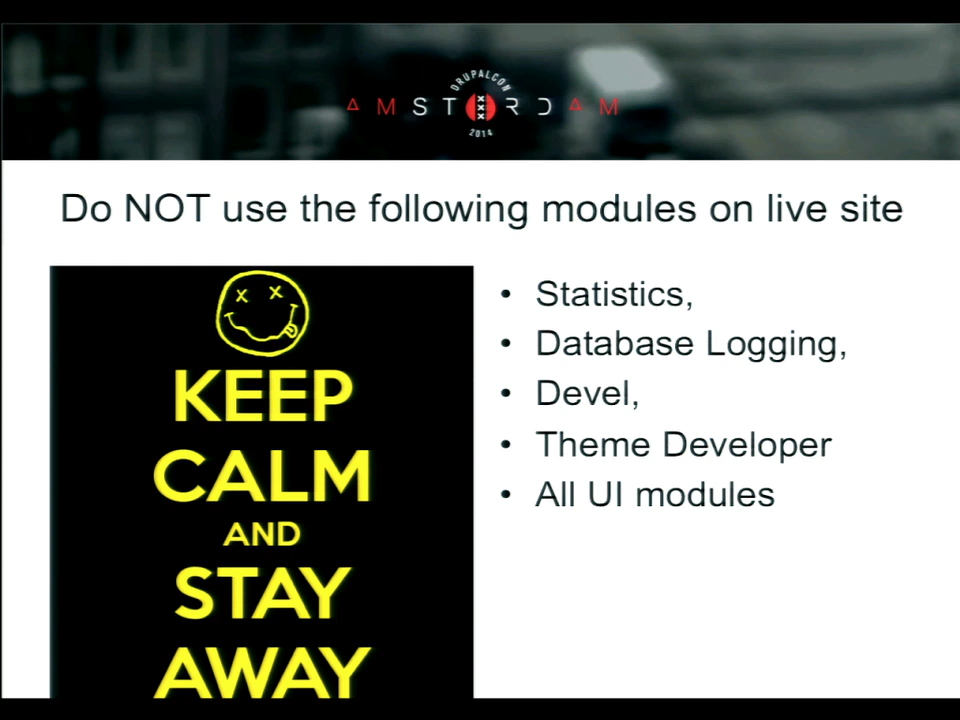 DRUPALCON
AMSTERDAM
2014
Do NOT use the following modules on live site
KEEP
CALM
AND
STAY
AWAY
• Statistics,
• Database Logging,
• Devel,
• Theme Developer
• All UI modules